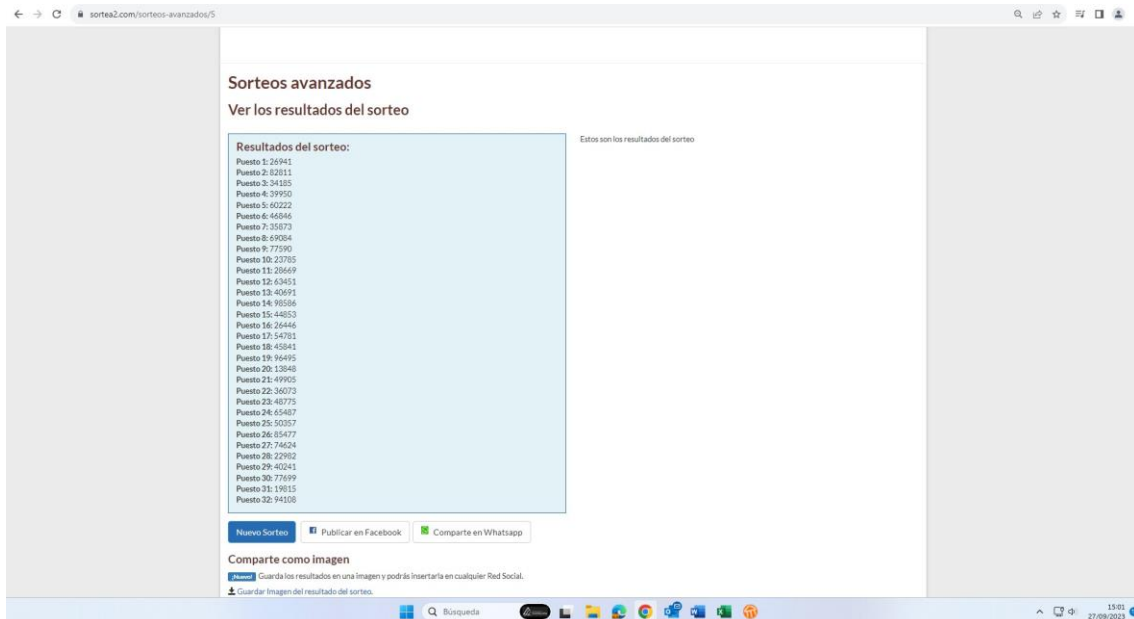 sortea2.com/sorteos-avanzados/5
Sorteos avanzados
Ver los resultados del sorteo
Resultados del sorteo:
Puesto 1: 26941
Puesto 2: 82811
Puesto 3: 34185
Puesto 4: 39950
Puesto 5: 60222
Puesto 6: 46846
Puesto 7: 35873
Puesto 8: 69084
Puesto 9: 77590
Puesto 10: 23785
Puesto 11: 28669
Puesto 12: 63451
Puesto 13: 40691
Puesto 14: 98586
Puesto 15: 44853
Puesto 16: 26446
Puesto 17: 54781
Puesto 18: 45841
Puesto 19: 96495
Puesto 20: 13848
Puesto 21: 49905
Puesto 22: 36073
Puesto 23: 48775
Puesto 24: 65487
Puesto 25: 50357
Puesto 26: 85477
Puesto 27: 74624
Puesto 28: 22982
Puesto 29: 40241
Puesto 30: 77699
Puesto 31: 19815
Puesto 32: 94108
Estos son los resultados del sorteo
Nuevo Sorteo Publicar en Facebook Comparte en Whatsapp
Comparte como imagen
¡Nuevo! Guarda los resultados en una imagen y podrás insertarla en cualquier Red Social.
Guardar Imagen del resultado del sorteo.
Búsqueda
15:01
27/09/2023